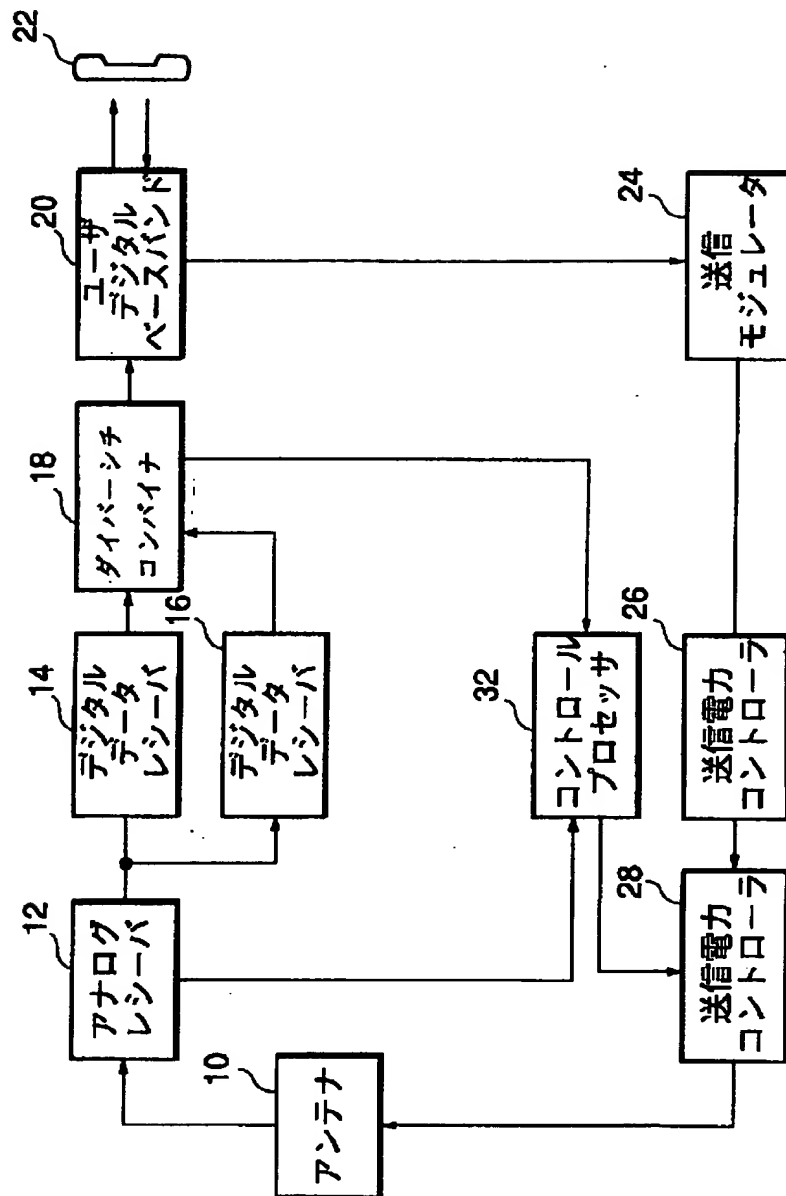 10
アンテナ
12
アナログ
レシーバ
14
デジタル
データ
レシーバ
16
デジタル
データ
レシーバ
18
ダイバーシチ
コンバイナ
20
ユーザ
デジタル
ベースバンド
22
32
コントロール
プロセッサ
28
送信電力
コントローラ
26
送信電力
コントローラ
24
送信
モジュレータ